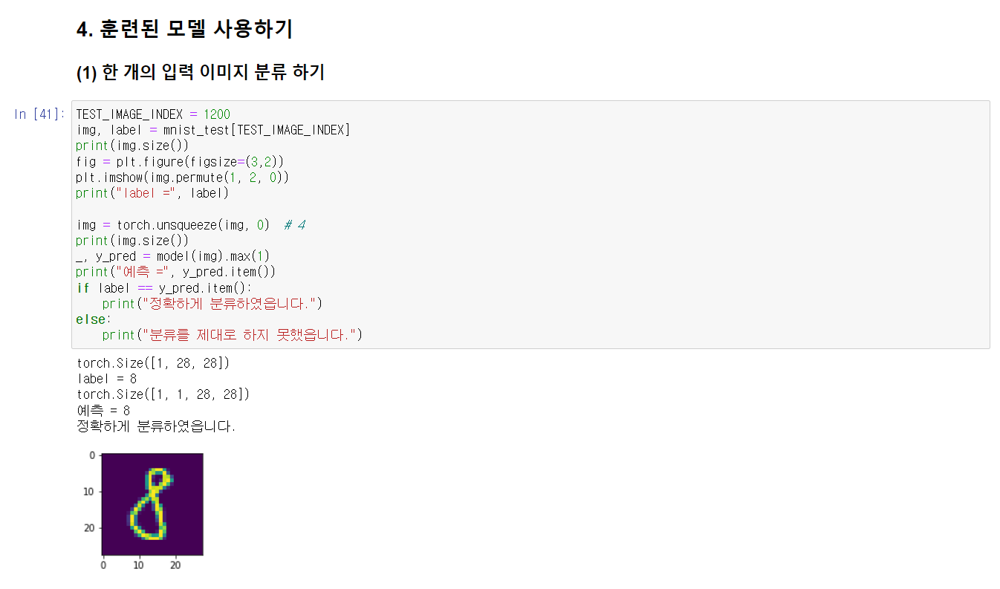 4. 훈련된 모델 사용하기
(1) 한 개의 입력 이미지 분류 하기
In [41]:
TEST_IMAGE_INDEX = 1200
img, label = mnist_test[TEST_IMAGE_INDEX]
print(img.size())
fig = plt.figure(figsize=(3,2))
plt.imshow(img.permute(1, 2, 0))
print("label =", label)
img = torch.unsqueeze(img, 0)  # 4
print(img.size())
_, y_pred = model(img).max(1)
print("예측 =", y_pred.item())
if label == y_pred.item():
    print("정확하게 분류하였읍니다.")
else:
    print("분류를 제대로 하지 못했읍니다.")
torch.Size([1, 28, 28])
label = 8
torch.Size([1, 1, 28, 28])
예측 = 8
정확하게 분류하였읍니다.
0
10
20
0 10 20